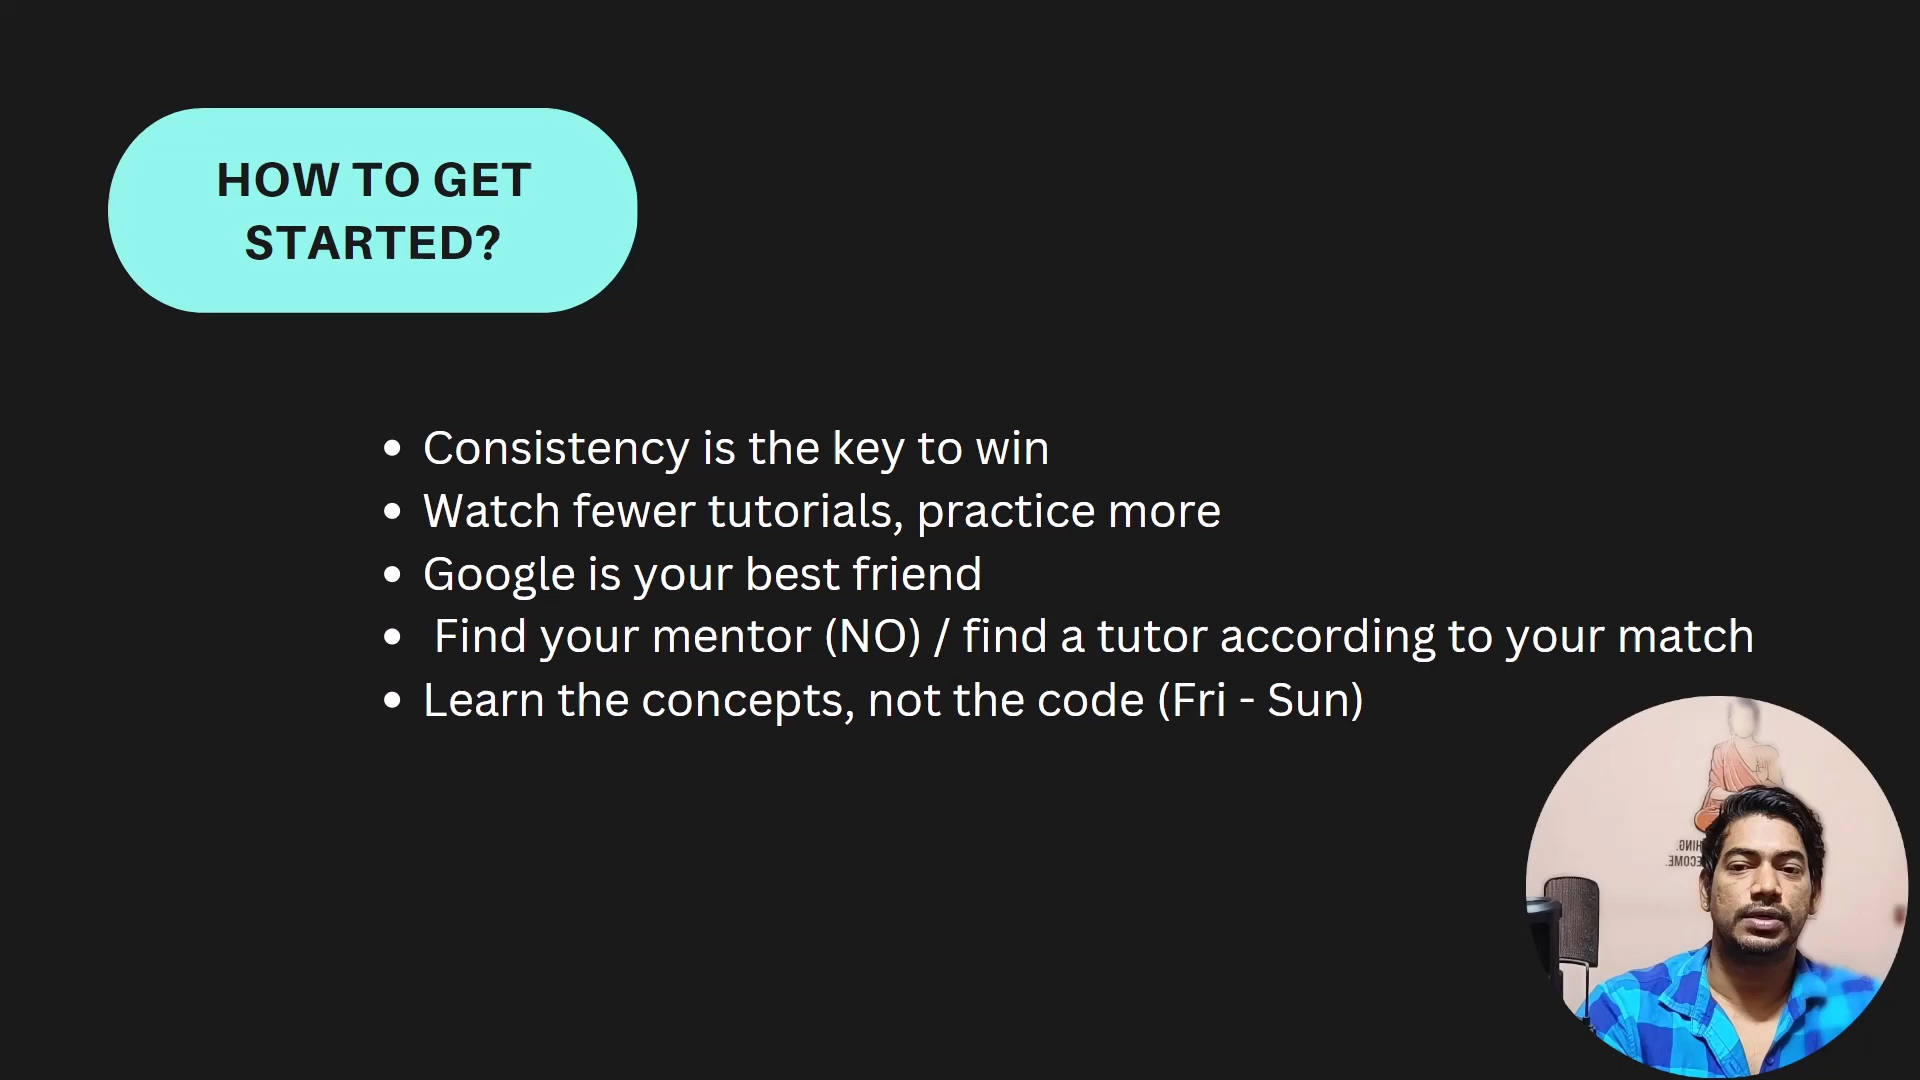 HOW TO GET
STARTED?
• Consistency is the key to win
• Watch fewer tutorials, practice more
• Google is your best friend
• Find your mentor (NO) / find a tutor according to your match
• Learn the concepts, not the code (Fri - Sun)